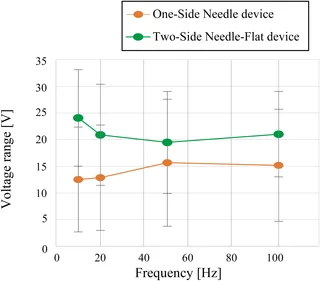 One-Side Needle device
Two-Side Needle-Flat device
Voltage range [V]
35
30
25
20
15
10
5
0
0 20 40 60 80 100
Frequency [Hz]